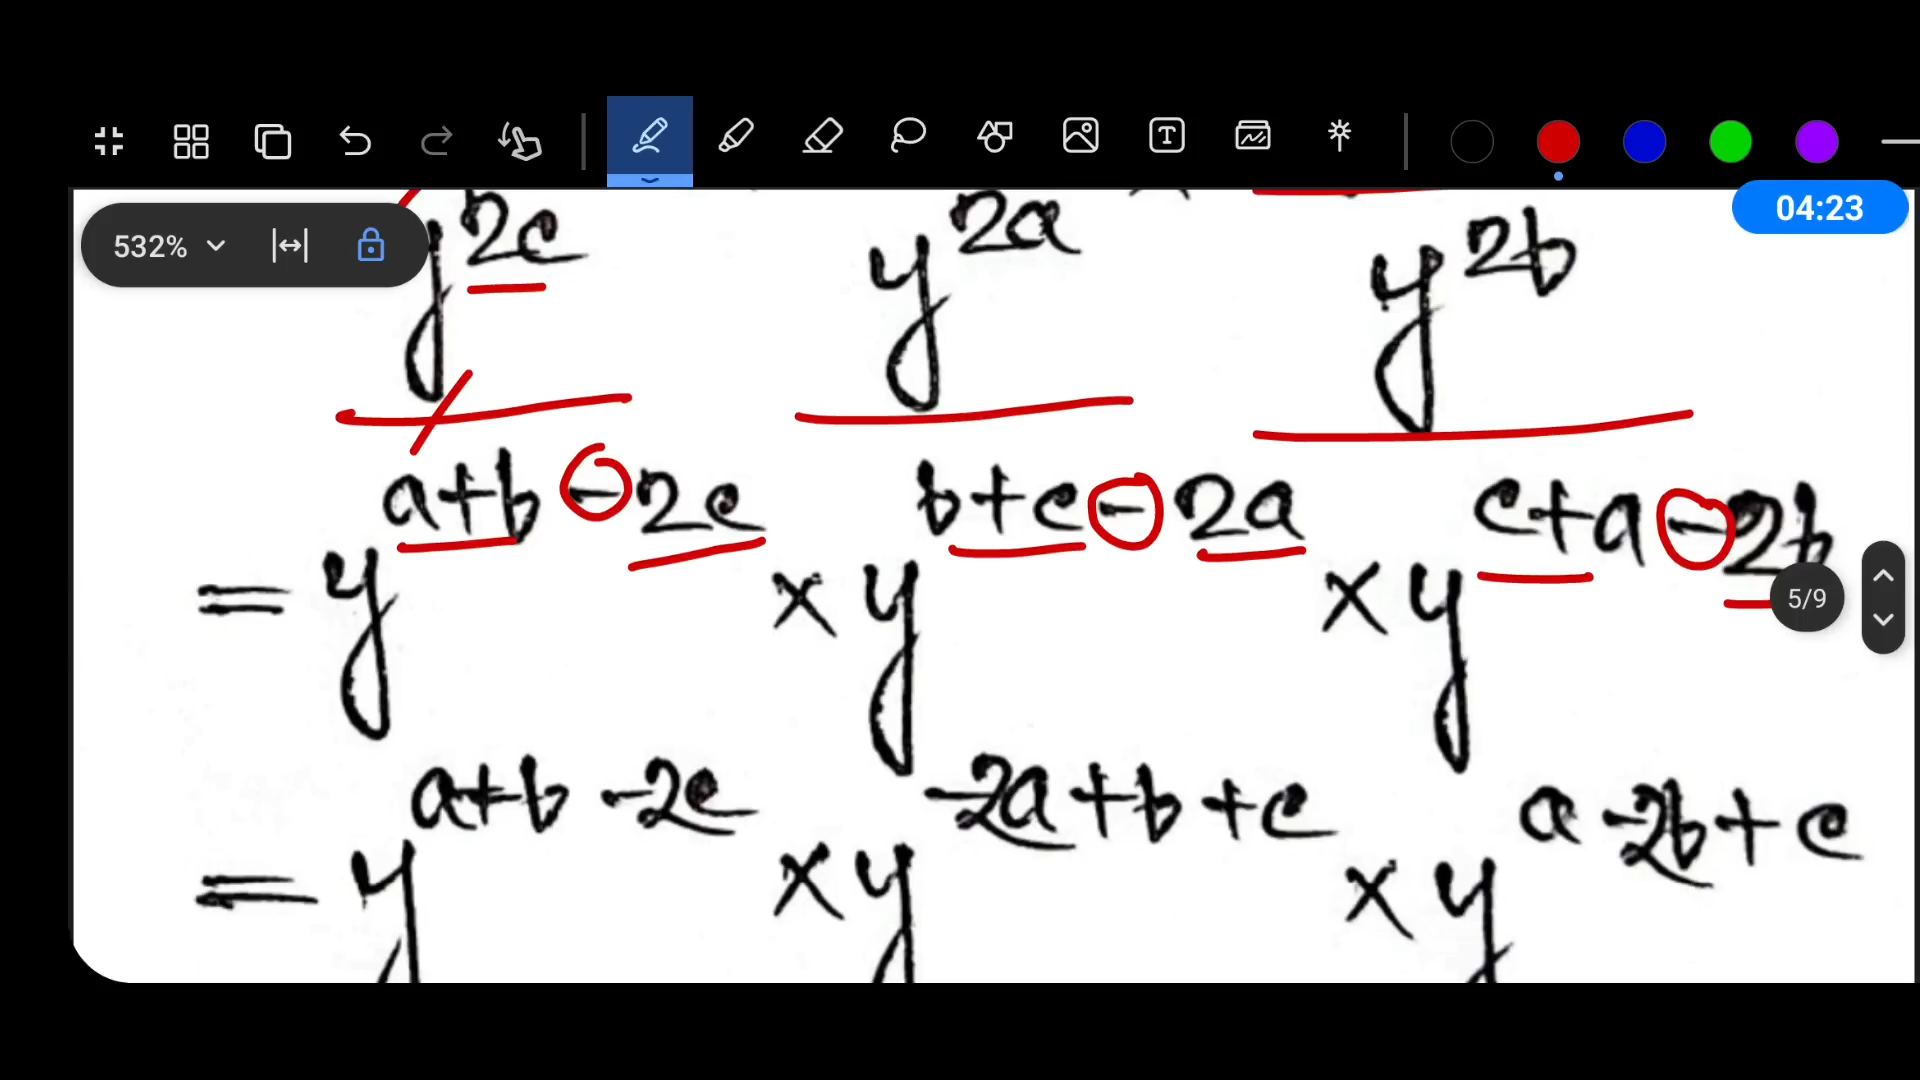 04:23
532%
y^2c y^2a y^2b
= y^a+b-2c × y^b+c-2a × y^c+a-2b
5/9
= y^a+b-2c × y^-2a+b+c × y^a-2b+c